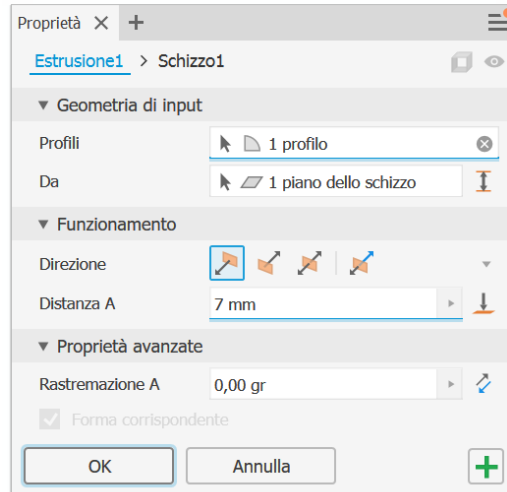 Proprietà
Estrusione1 > Schizzo1
Geometria di input
Profili 1 profilo
Da 1 piano dello schizzo
Funzionamento
Direzione
Distanza A 7 mm
Proprietà avanzate
Rastremazione A 0,00 gr
Forma corrispondente
OK Annulla